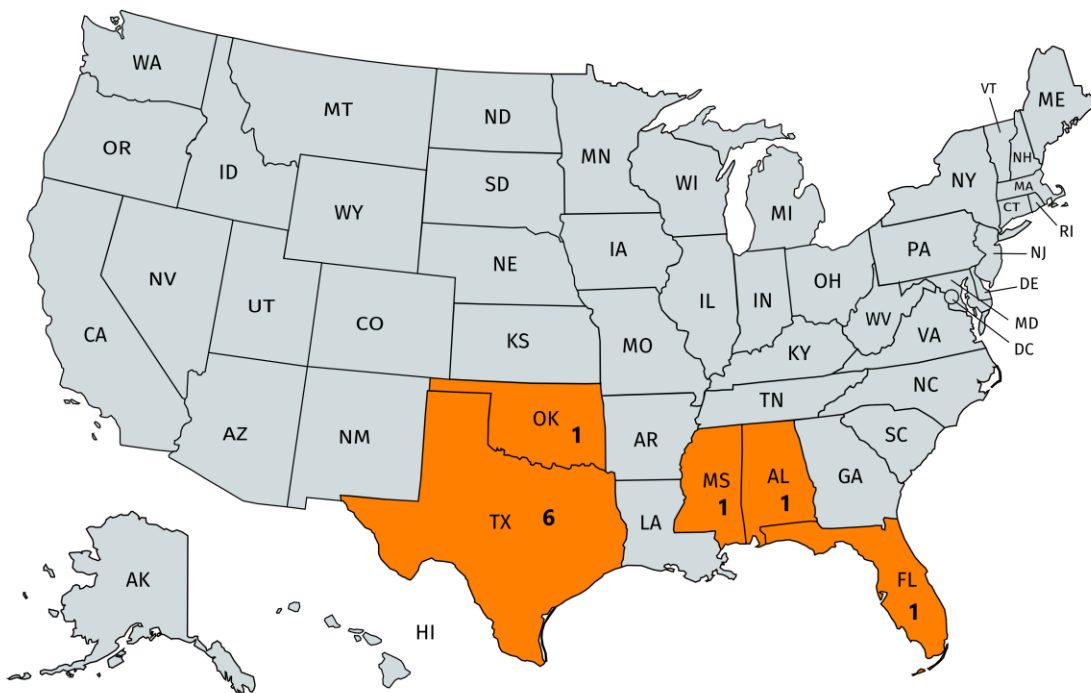 WA
MT
ND
MN
VT
ME
OR
ID
SD
WI
NY
NH
MA
CT
RI
WY
MI
IA
PA
NJ
NE
NV
UT
IL
IN
OH
DE
CO
MD
CA
KS
MO
WV
VA
DC
KY
NC
TN
OK
1
AZ
NM
AR
SC
MS
1
AL
1
GA
TX
6
LA
AK
FL
1
HI